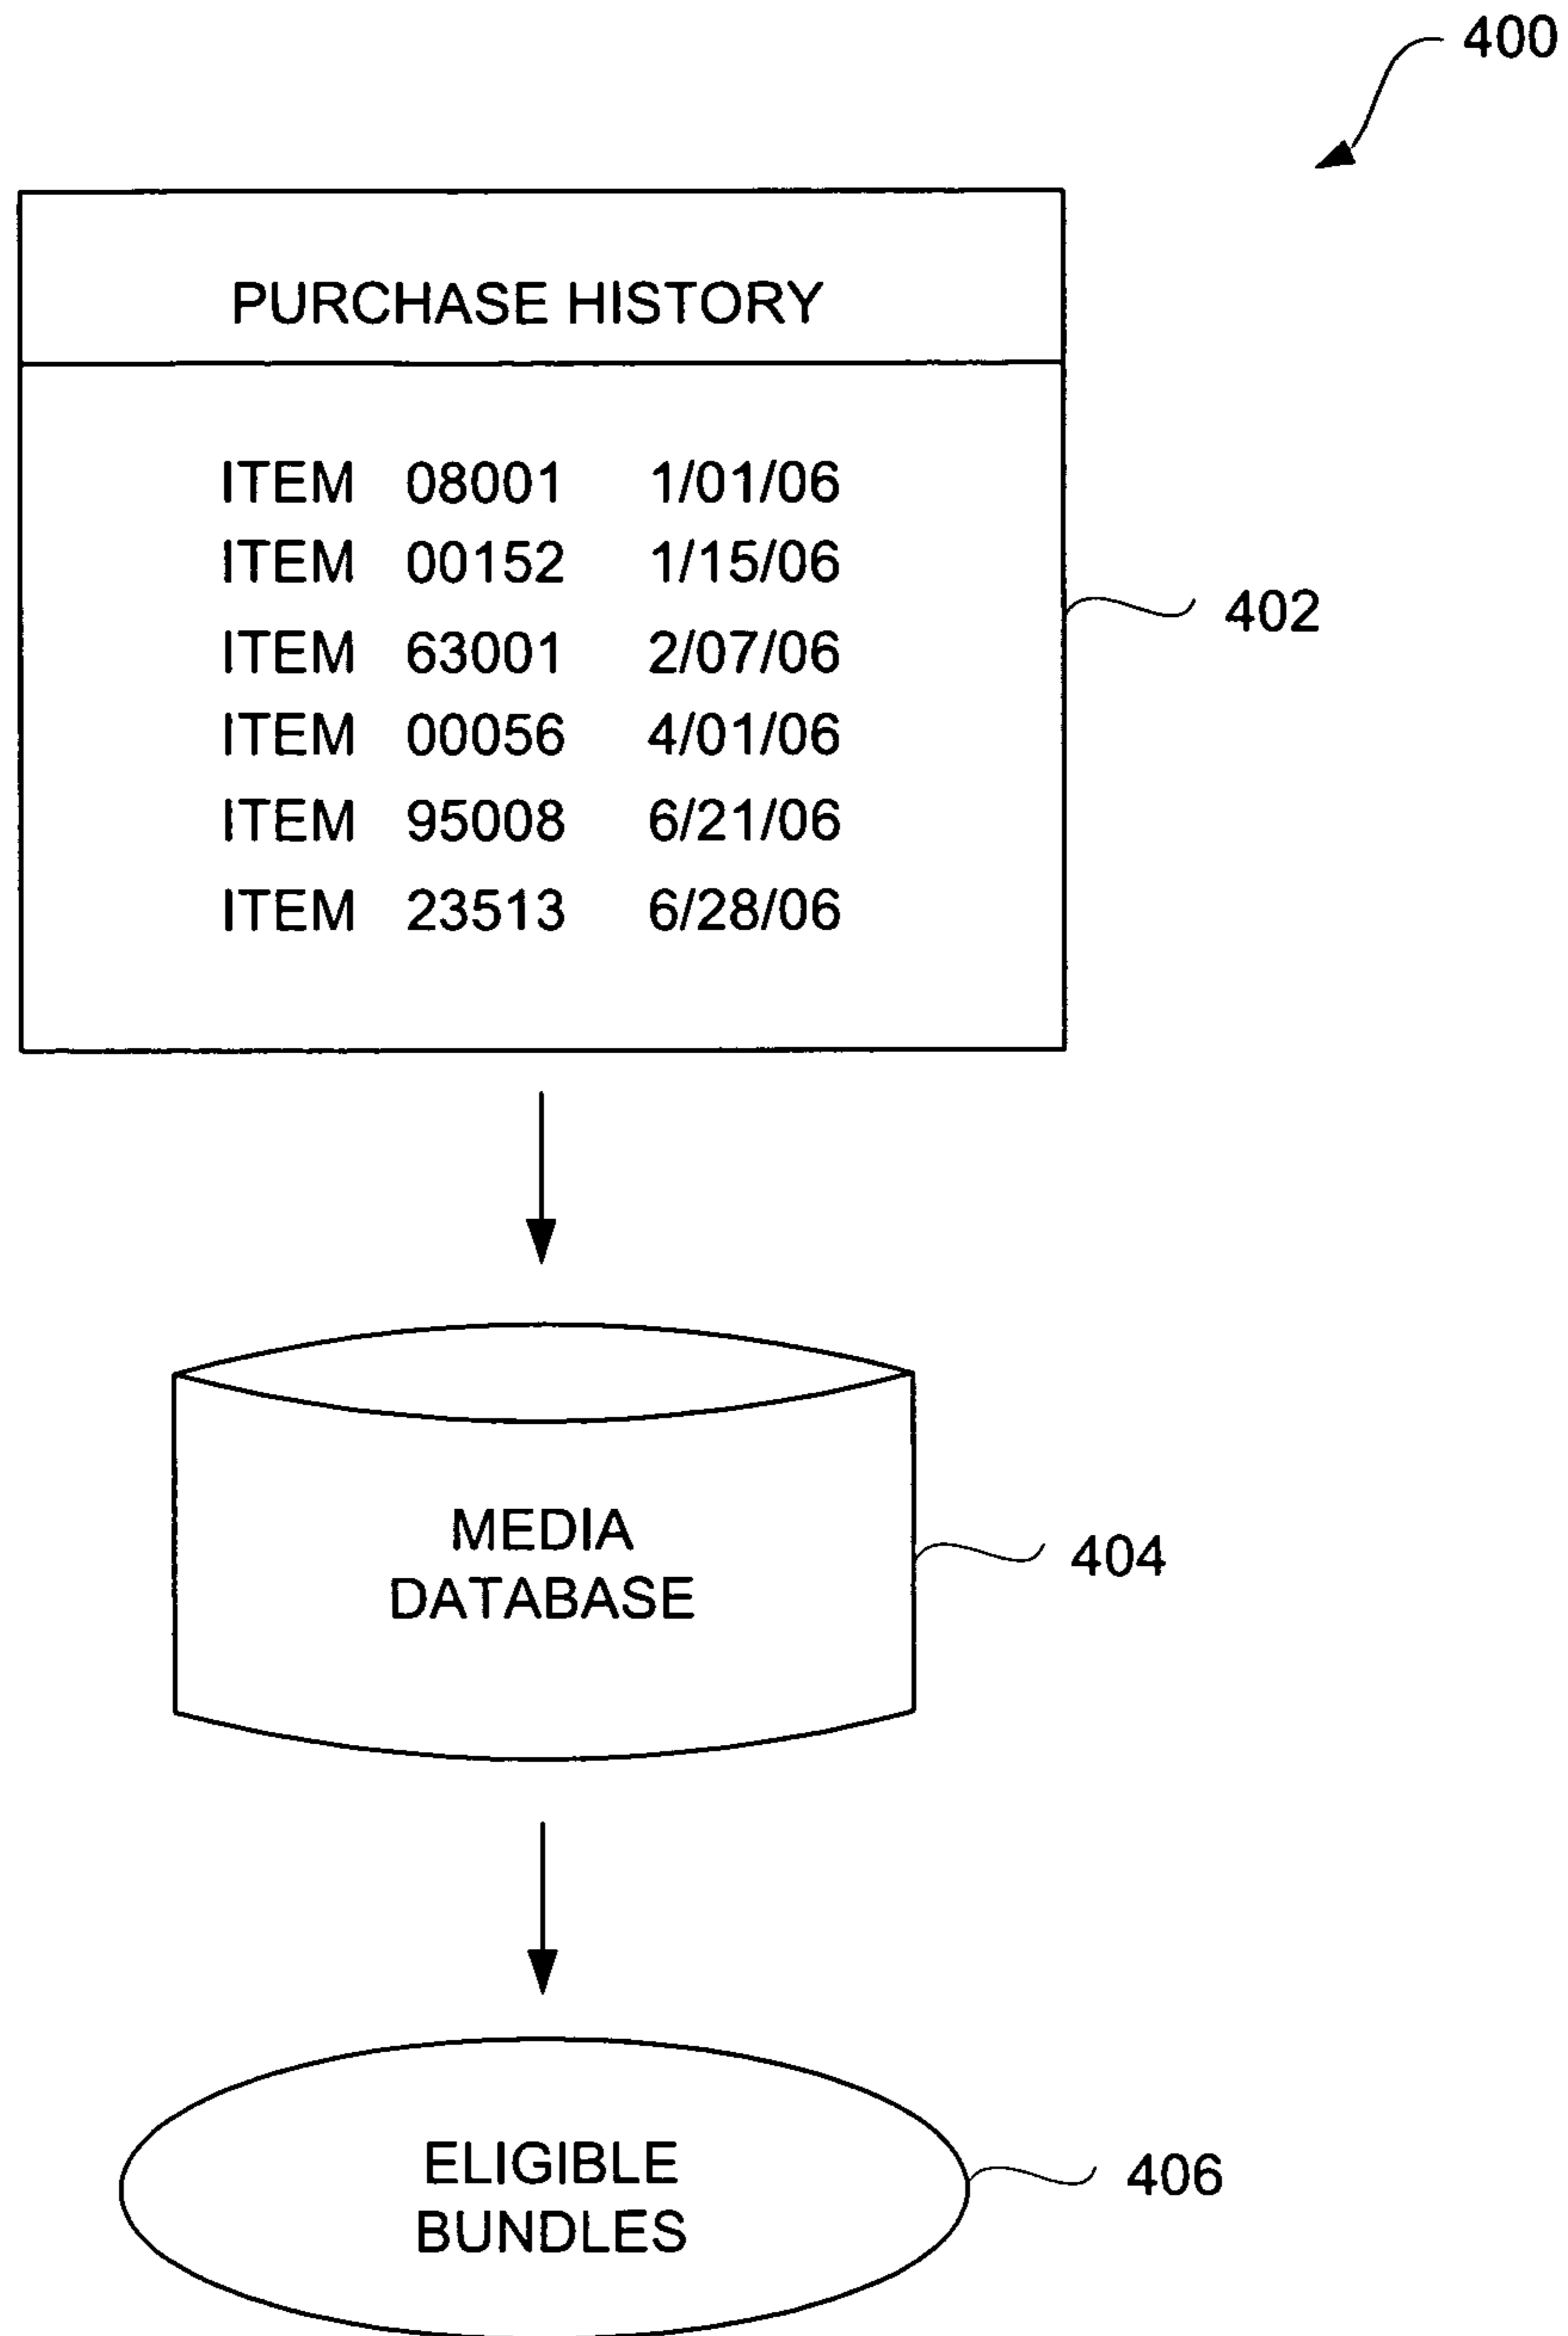 400
PURCHASE HISTORY
ITEM 08001 1/01/06
ITEM 00152 1/15/06
402
ITEM 63001 2/07/06
ITEM 00056 4/01/06
ITEM 95008 6/21/06
ITEM 23513 6/28/06
MEDIA
DATABASE
404
ELIGIBLE
BUNDLES
406